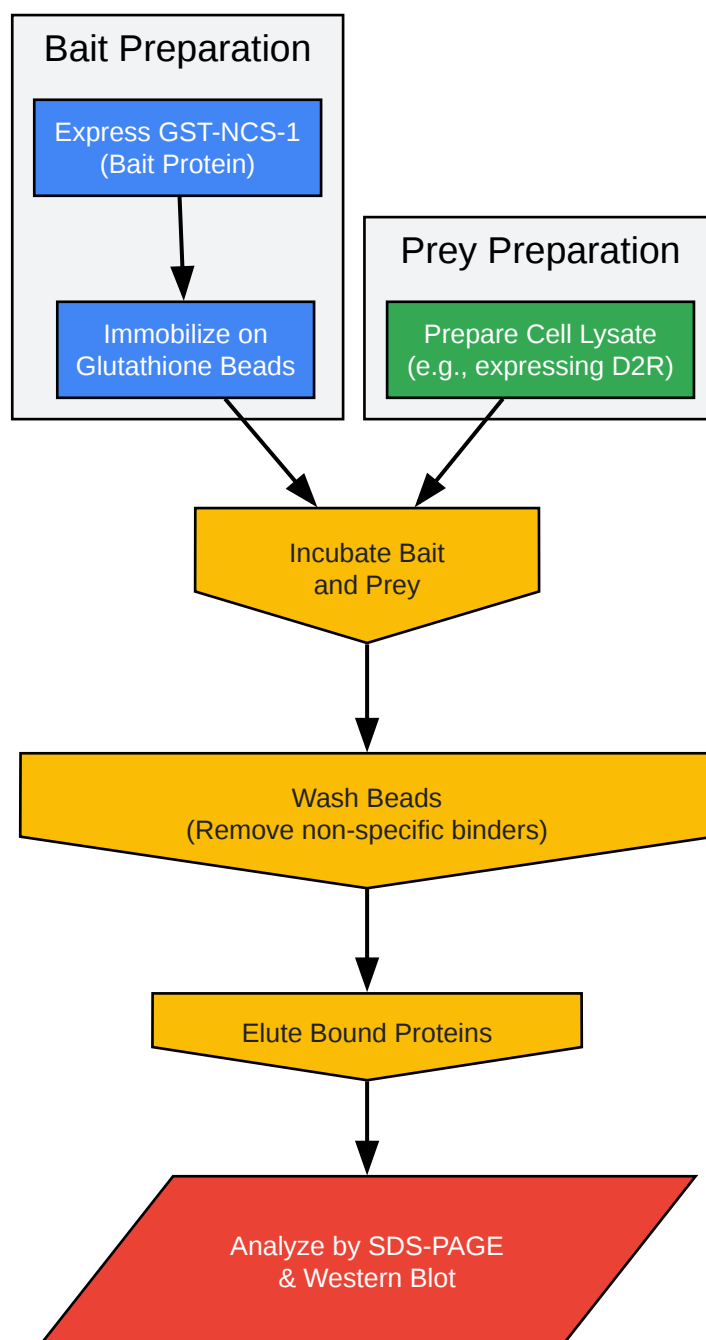 Bait Preparation
Express GST-NCS-1
(Bait Protein)
Immobilize on
Glutathione Beads
Prey Preparation
Prepare Cell Lysate
(e.g., expressing D2R)
Incubate Bait
and Prey
Wash Beads
(Remove non-specific binders)
Elute Bound Proteins
Analyze by SDS-PAGE
& Western Blot